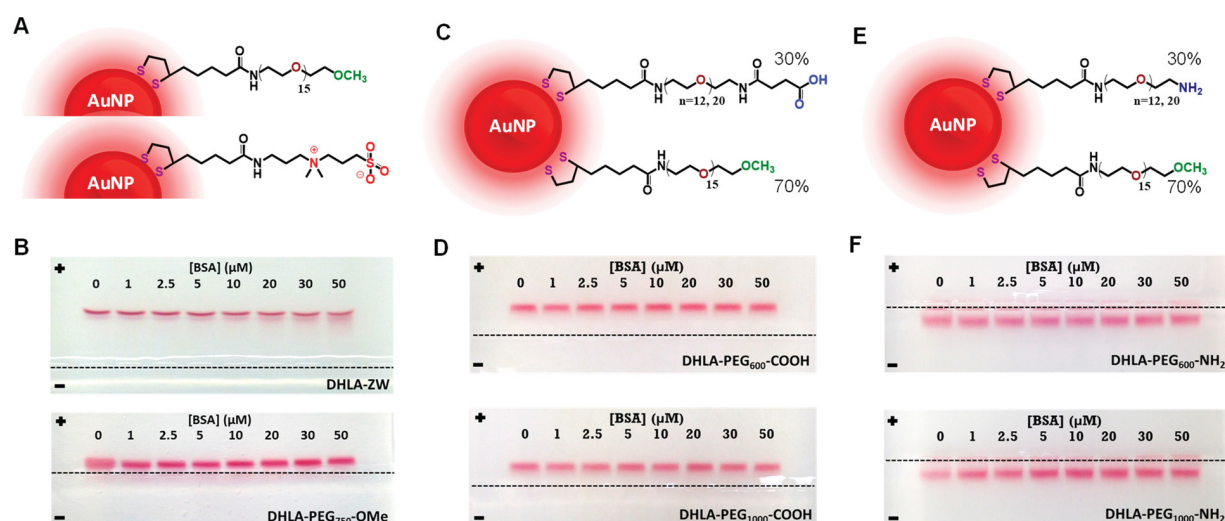 A
AuNP
S
S
O
N
H
O
15
OCH₃
AuNP
S
S
O
N
H
N
⊕
S
O
O
O
⊖
B
+
[BSA] (µM)
0 1 2.5 5 10 20 30 50
−
DHLA-ZW
+
[BSA] (µM)
0 1 2.5 5 10 20 30 50
−
DHLA-PEG₇₅₀-OMe
C
30%
AuNP
S
S
O
N
H
O
n=12, 20
H
N
O
OH
O
S
S
O
H
N
O
15
OCH₃
70%
D
+
[BSA] (µM)
0 1 2.5 5 10 20 30 50
−
DHLA-PEG₆₀₀-COOH
+
[BSA] (µM)
0 1 2.5 5 10 20 30 50
−
DHLA-PEG₁₀₀₀-COOH
E
30%
AuNP
S
S
O
N
H
O
n=12, 20
NH₂
S
S
O
H
N
O
15
OCH₃
70%
F
+
[BSA] (µM)
0 1 2.5 5 10 20 30 50
−
DHLA-PEG₆₀₀-NH₂
+
[BSA] (µM)
0 1 2.5 5 10 20 30 50
−
DHLA-PEG₁₀₀₀-NH₂